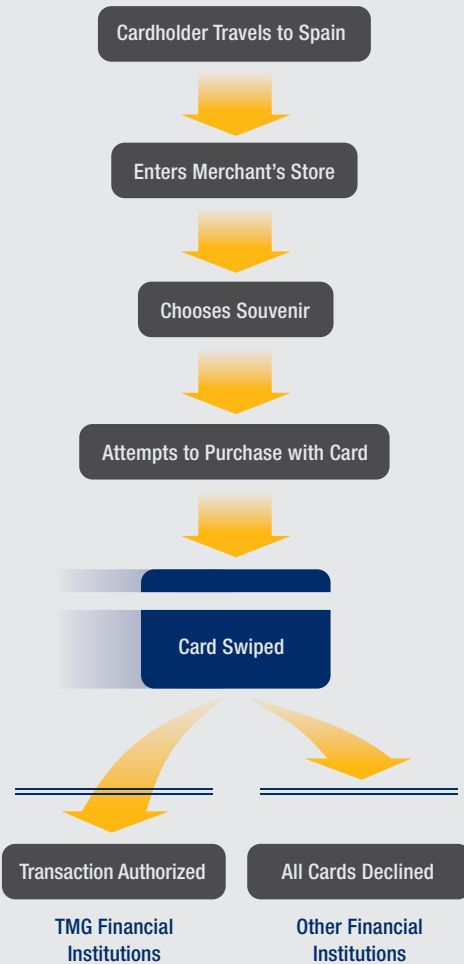 Cardholder Travels to Spain
Enters Merchant's Store
Chooses Souvenir
Attempts to Purchase with Card
Card Swiped
Transaction Authorized
All Cards Declined
TMG Financial
Institutions
Other Financial
Institutions